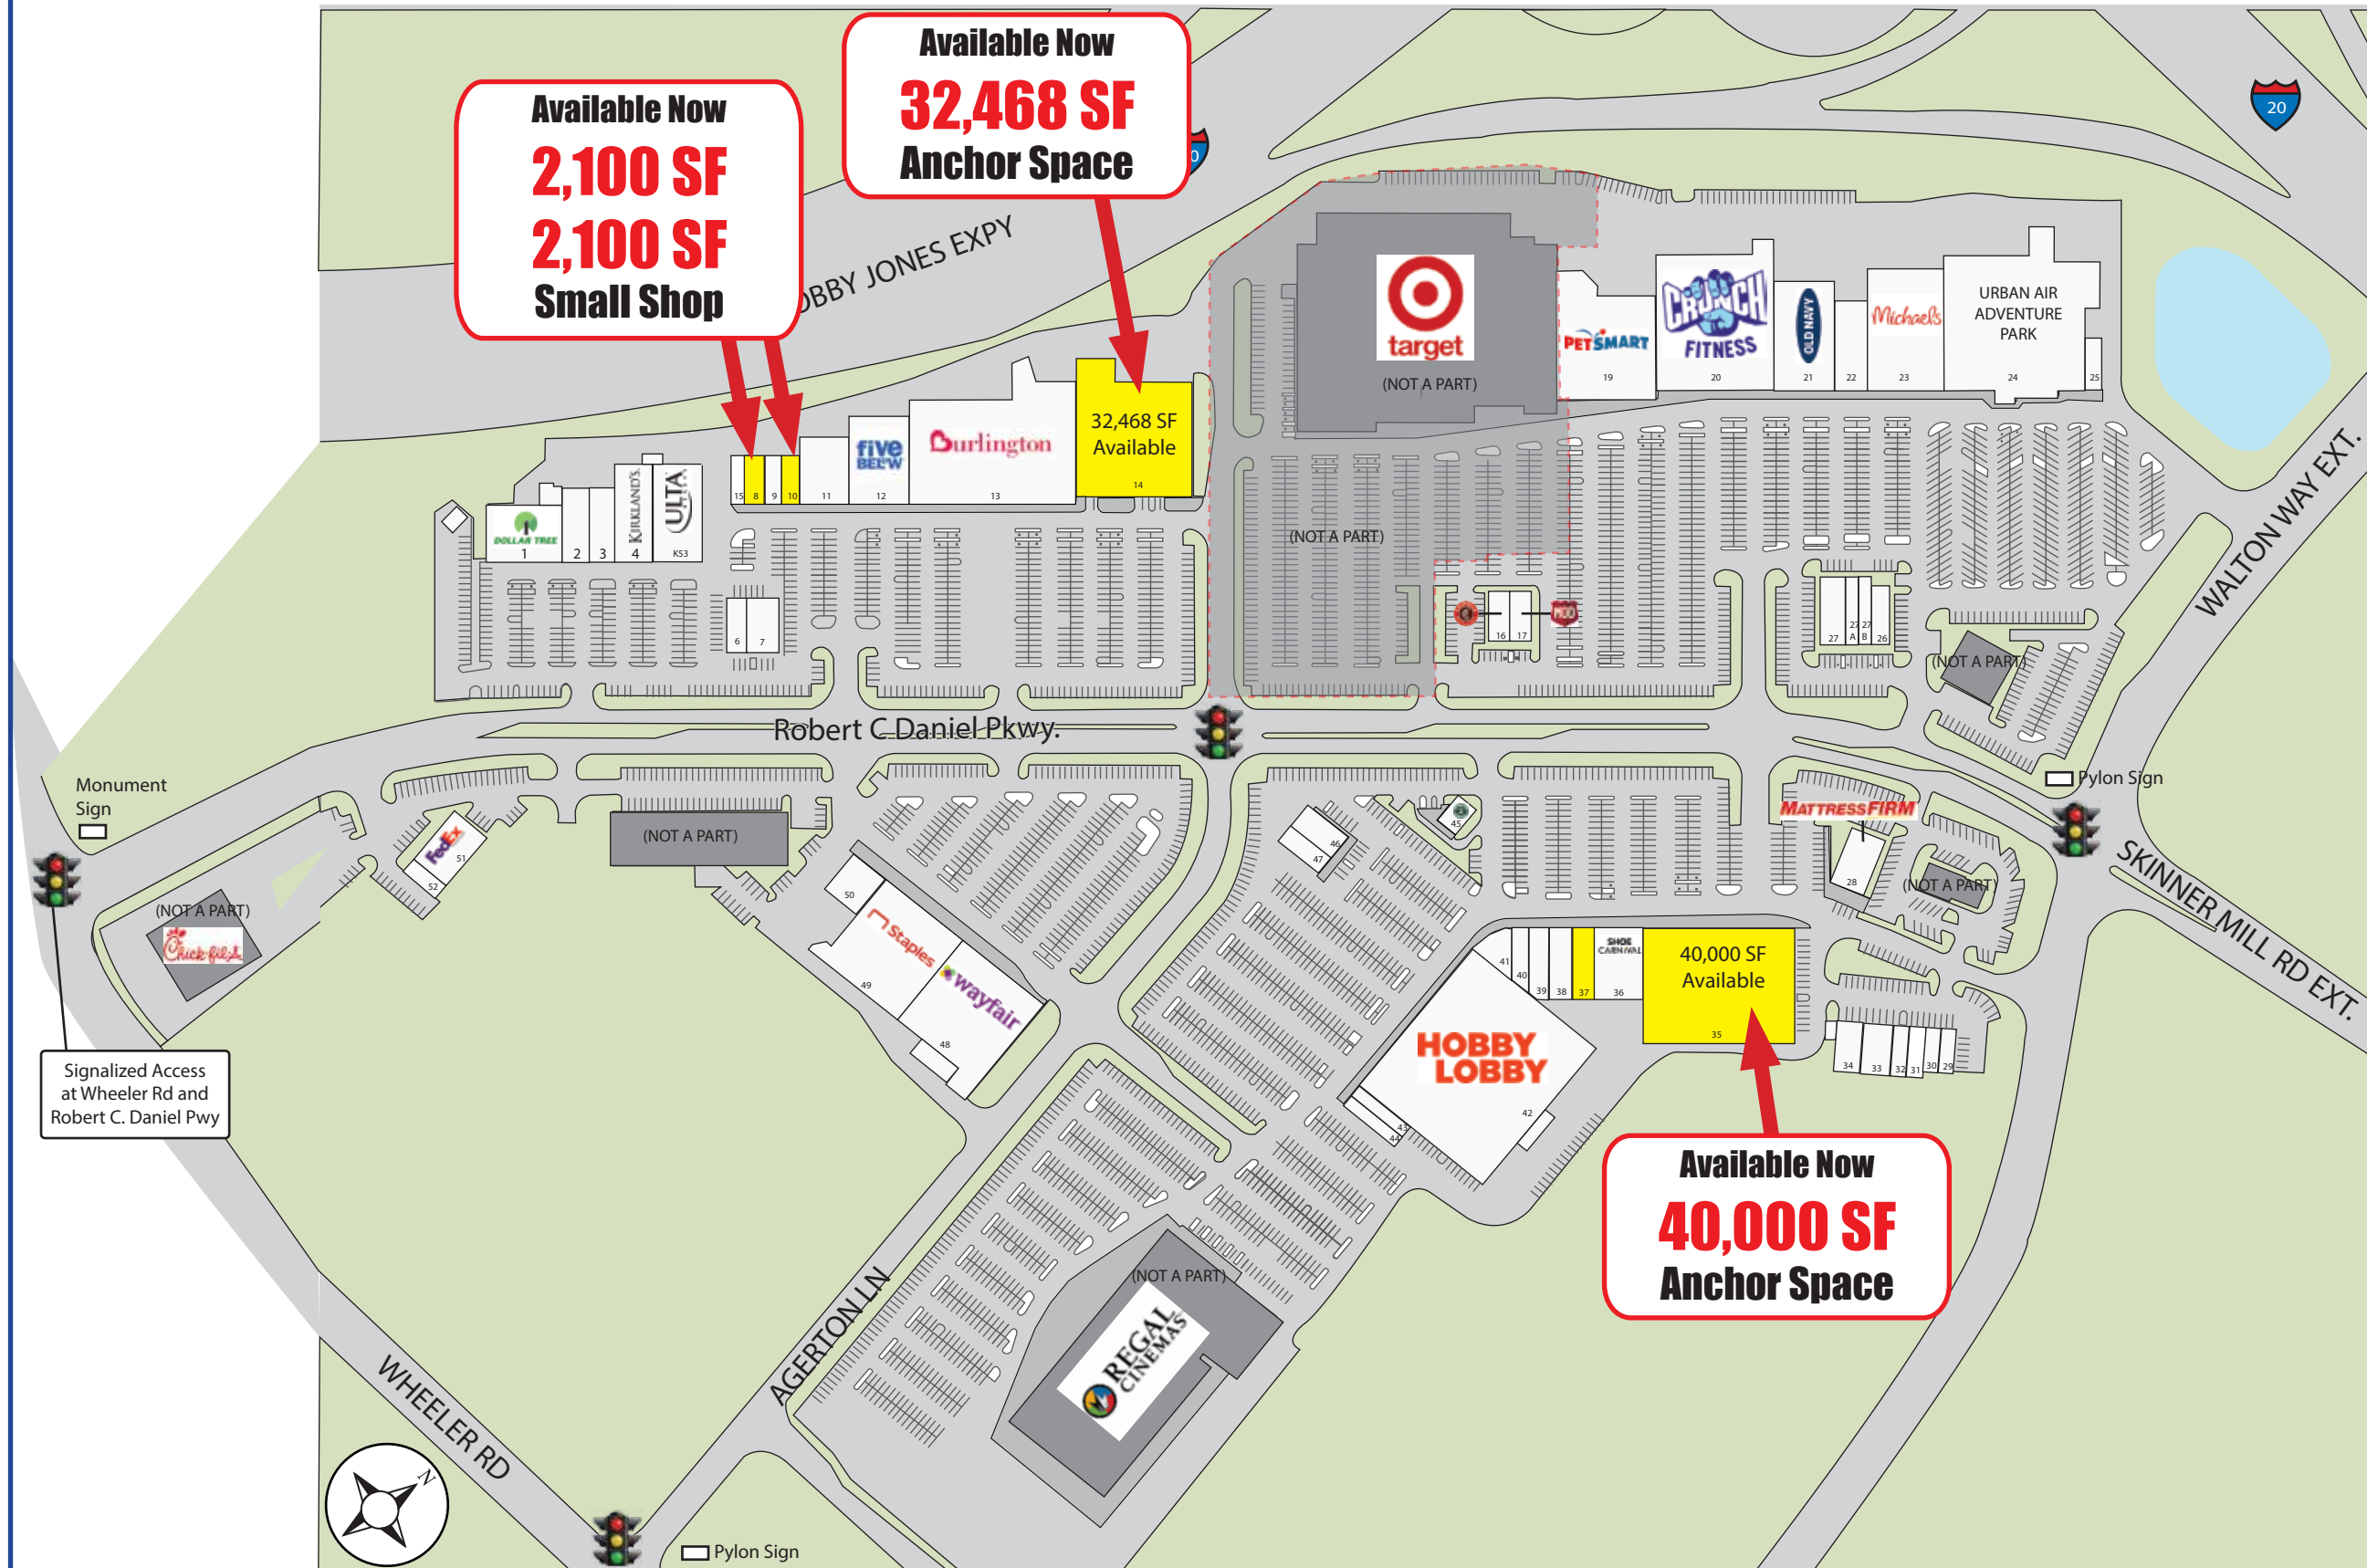 Available Now
32,468 SF
Anchor Space
Available Now
2,100 SF
2,100 SF
Small Shop
20
0
OBBY JONES EXPY
target
(NOT A PART)
PETSMART
19
CRUNCH
FITNESS
20
OLD NAVY
21
22
Michaels
23
URBAN AIR
ADVENTURE
PARK
24
25
DOLLAR TREE
1
2
3
KIRKLAND'S
4
ULTA
K53
15
8
9
10
11
five
BEL°W
12
Burlington
13
32,468 SF
Available
14
(NOT A PART)
6
7
16
17
MOD
27
27
A
27
B
26
(NOT A PART)
WALTON WAY EXT.
Robert C Daniel Pkwy.
Monument
Sign
Pylon Sign
SKINNER MILL RD EXT.
(NOT A PART)
Chick-fil-A
FedEx
51
52
(NOT A PART)
50
Staples
49
wayfair
48
46
47
45
MATTRESS FIRM
28
(NOT A PART)
41
40
39
38
37
SHOE
CARNIVAL
36
40,000 SF
Available
35
34
33
32
31
30
29
HOBBY
LOBBY
42
43
44
Signalized Access
at Wheeler Rd and
Robert C. Daniel Pwy
Available Now
40,000 SF
Anchor Space
(NOT A PART)
REGAL
CINEMAS
AGERTON LN
WHEELER RD
N
Pylon Sign